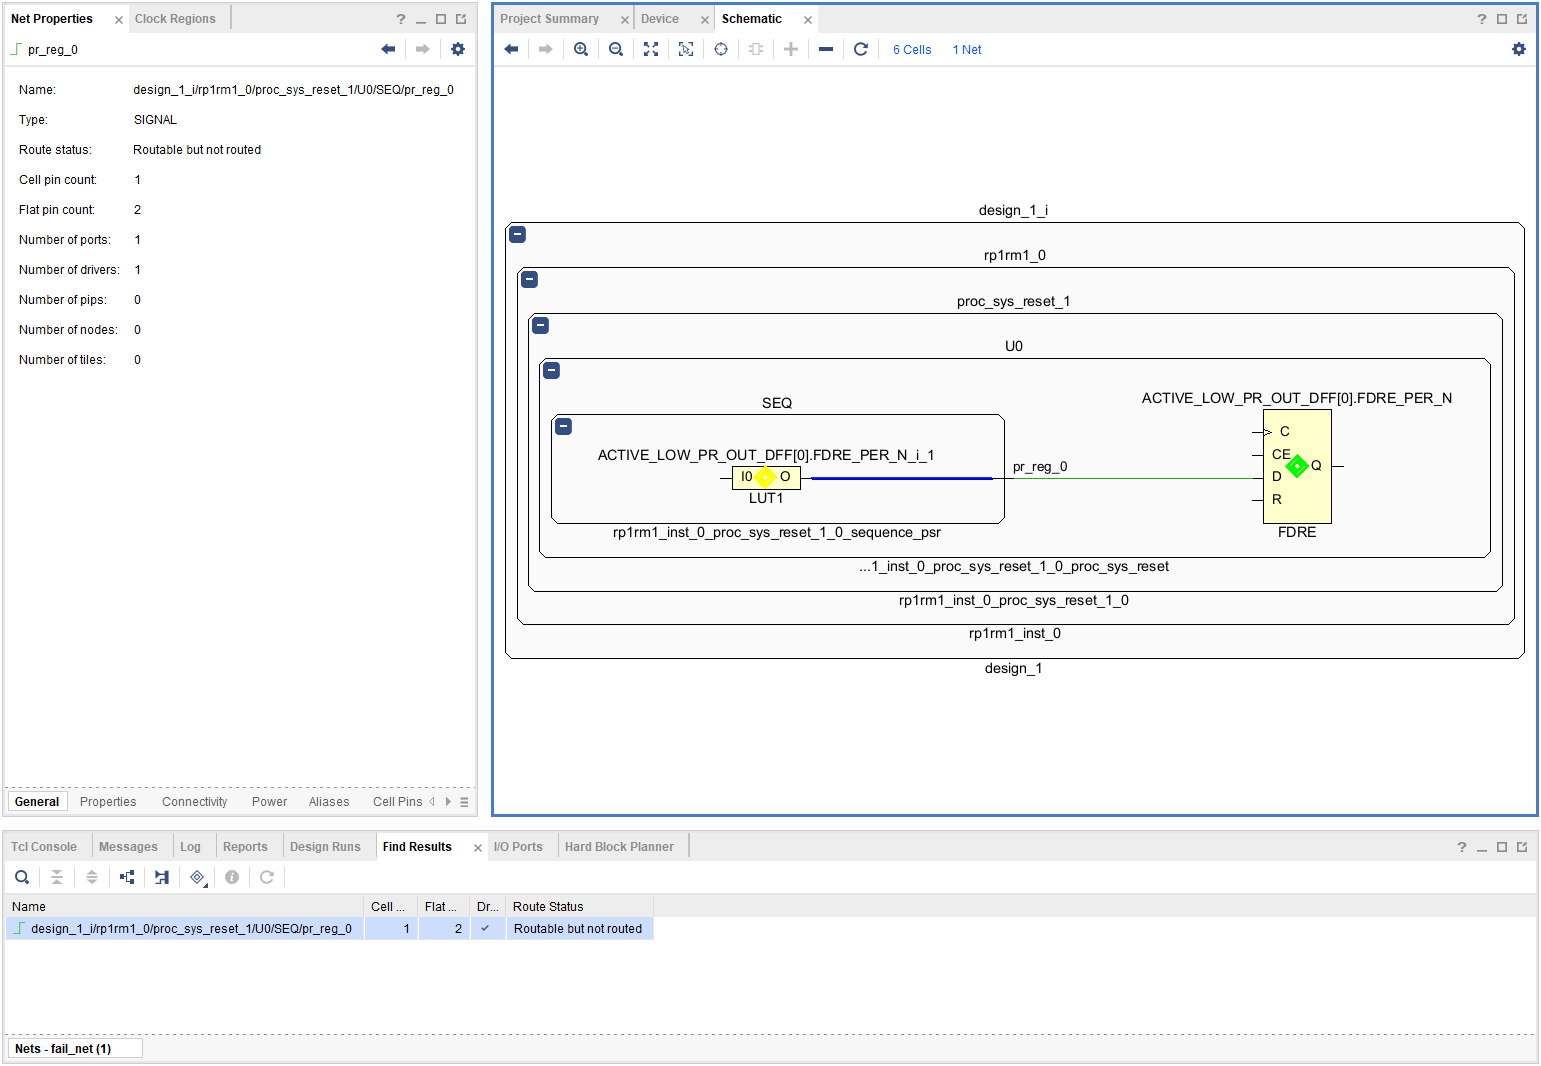 Net Properties
Clock Regions
pr_reg_0
Name: design_1_i/rp1rm1_0/proc_sys_reset_1/U0/SEQ/pr_reg_0
Type: SIGNAL
Route status: Routable but not routed
Cell pin count: 1
Flat pin count: 2
Number of ports: 1
Number of drivers: 1
Number of pips: 0
Number of nodes: 0
Number of tiles: 0
General Properties Connectivity Power Aliases Cell Pins
Project Summary Device Schematic
6 Cells 1 Net
design_1_i
rp1rm1_0
proc_sys_reset_1
U0
SEQ
ACTIVE_LOW_PR_OUT_DFF[0].FDRE_PER_N_i_1
I0 O
LUT1
rp1rm1_inst_0_proc_sys_reset_1_0_sequence_psr
pr_reg_0
ACTIVE_LOW_PR_OUT_DFF[0].FDRE_PER_N
C
CE
Q
D
R
FDRE
...1_inst_0_proc_sys_reset_1_0_proc_sys_reset
rp1rm1_inst_0_proc_sys_reset_1_0
rp1rm1_inst_0
design_1
Tcl Console Messages Log Reports Design Runs Find Results I/O Ports Hard Block Planner
Name Cell ... Flat ... Dr... Route Status
design_1_i/rp1rm1_0/proc_sys_reset_1/U0/SEQ/pr_reg_0 1 2 Routable but not routed
Nets - fail_net (1)